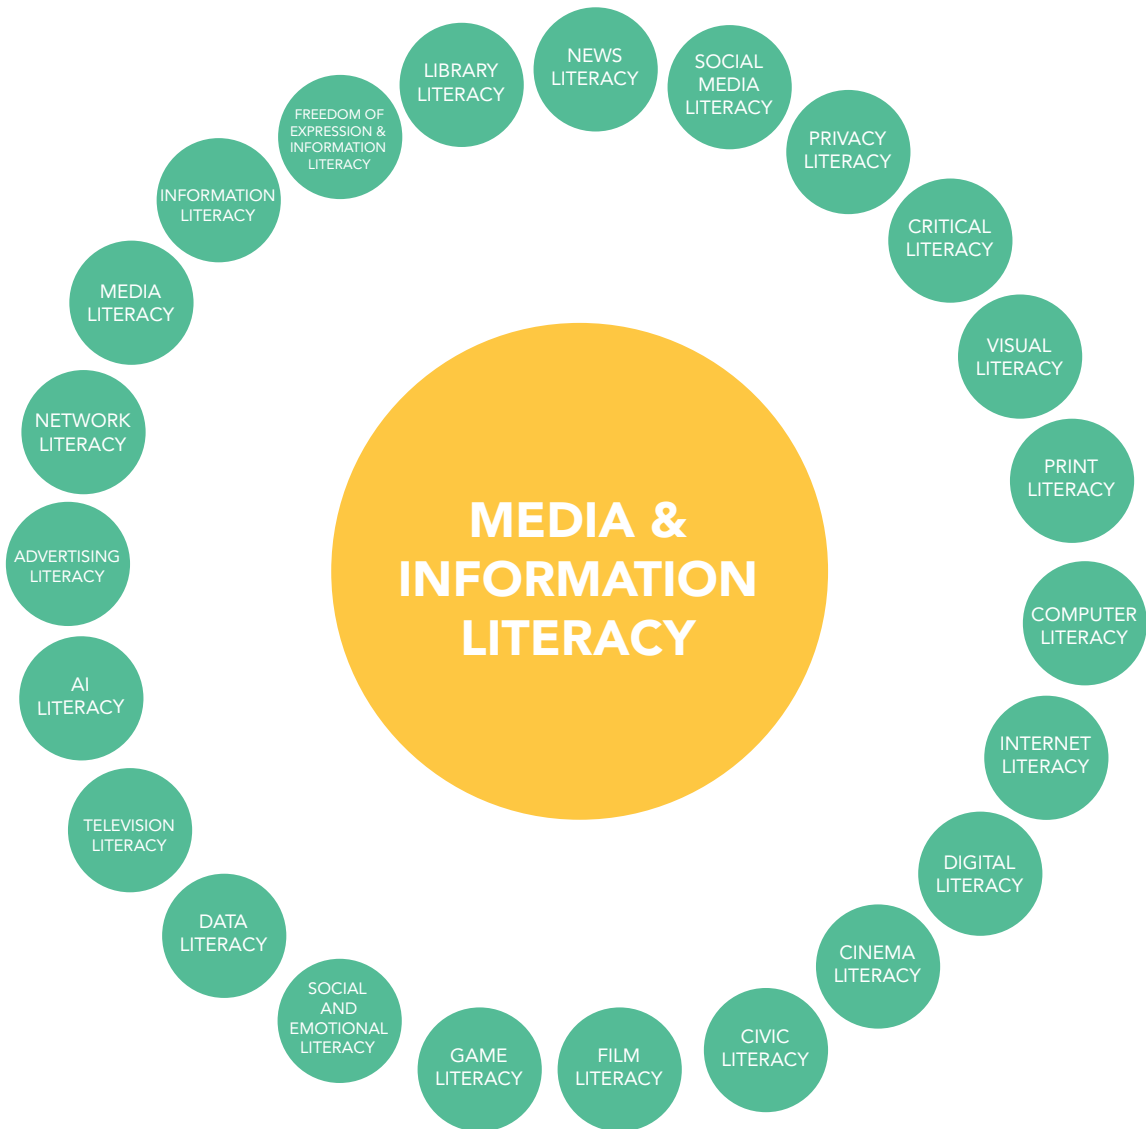 NEWS
LITERACY
SOCIAL
MEDIA
LITERACY
PRIVACY
LITERACY
CRITICAL
LITERACY
VISUAL
LITERACY
PRINT
LITERACY
COMPUTER
LITERACY
INTERNET
LITERACY
DIGITAL
LITERACY
CINEMA
LITERACY
CIVIC
LITERACY
FILM
LITERACY
GAME
LITERACY
SOCIAL
AND
EMOTIONAL
LITERACY
DATA
LITERACY
TELEVISION
LITERACY
AI
LITERACY
ADVERTISING
LITERACY
NETWORK
LITERACY
MEDIA
LITERACY
INFORMATION
LITERACY
FREEDOM OF
EXPRESSION &
INFORMATION
LITERACY
LIBRARY
LITERACY
MEDIA &
INFORMATION
LITERACY